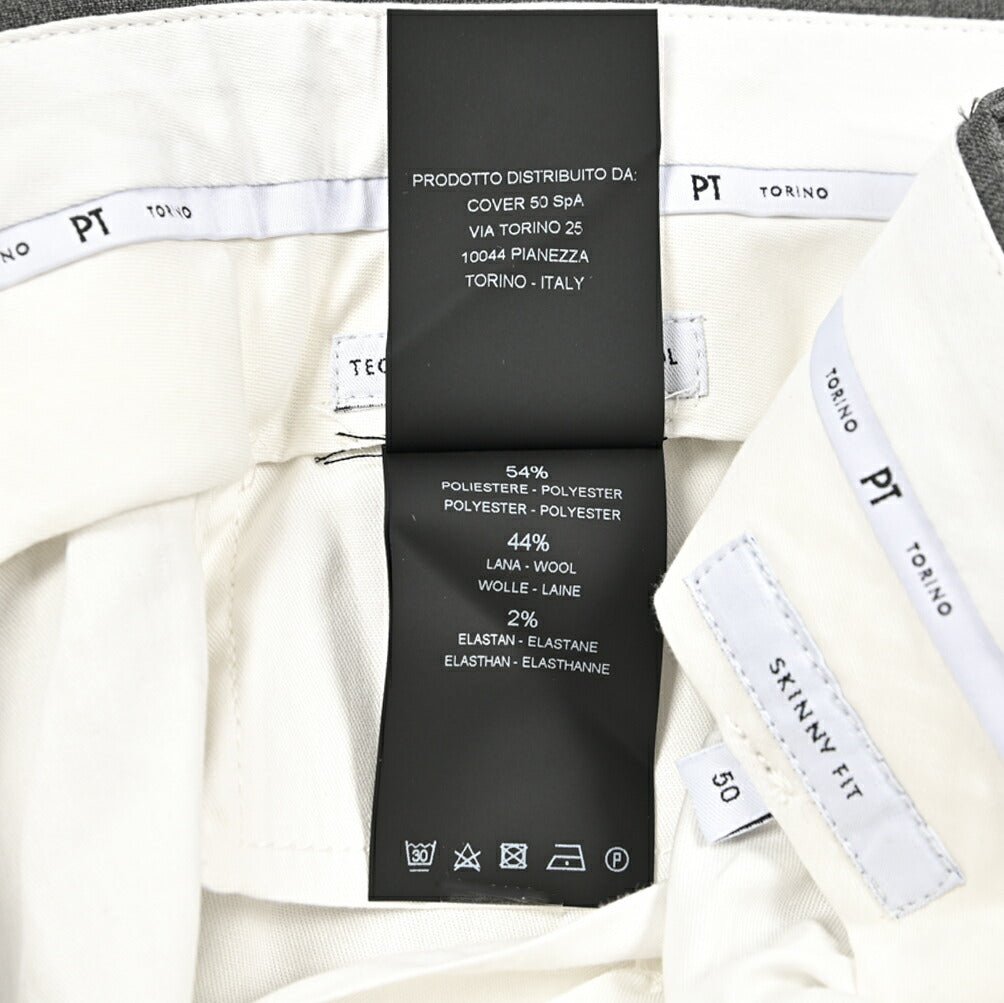 PRODOTTO DISTRIBUITO DA:
COVER 50 SpA
VIA TORINO 25
10044 PIANEZZA
TORINO - ITALY
PT TORINO
PT TORINO
54%
POLIESTERE - POLYESTER
POLYESTER - POLYESTER
44%
LANA - WOOL
WOLLE - LAINE
2%
ELASTAN - ELASTANE
ELASTHAN - ELASTHANNE
30
P
TORINO PT TORINO
SKINNY FIT
50